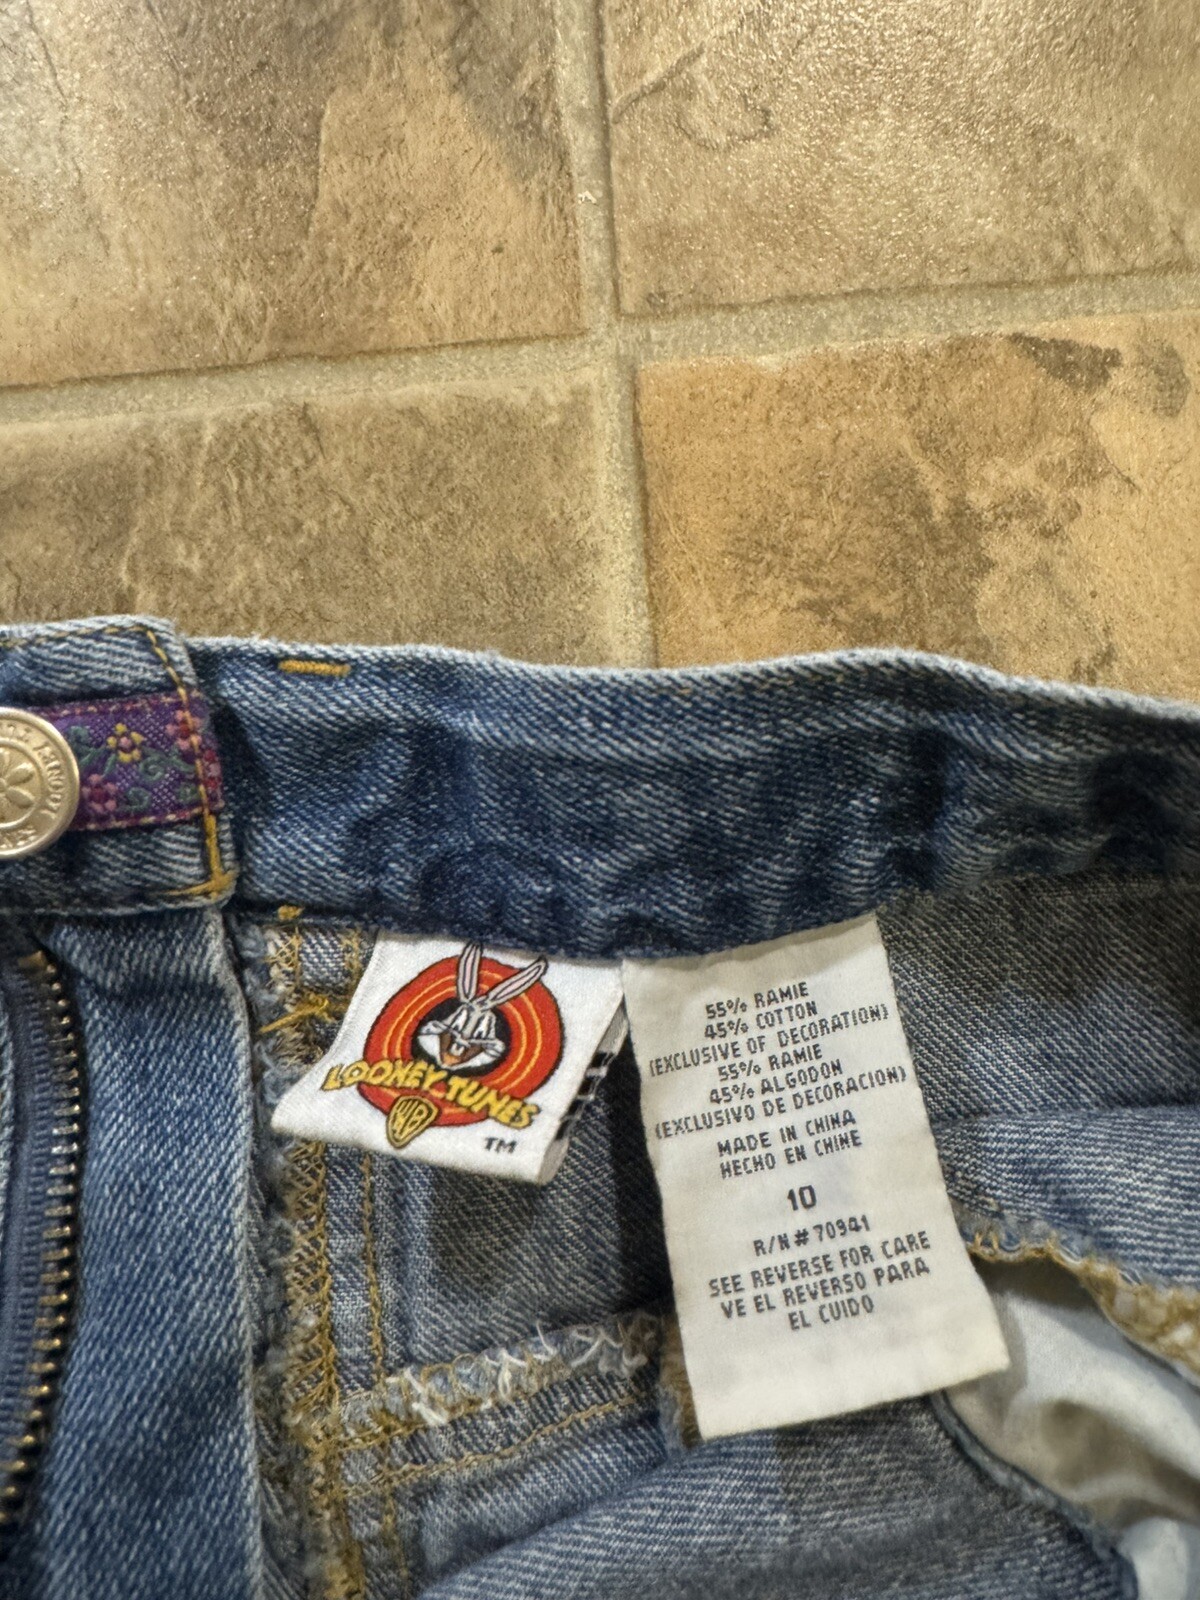 LOONEY TUNES
WB
TM
55% RAMIE
45% COTTON
(EXCLUSIVE OF DECORATION)
55% RAMIE
45% ALGODON
(EXCLUSIVO DE DECORACION)
MADE IN CHINA
HECHO EN CHINE
10
R/N#70941
SEE REVERSE FOR CARE
VE EL REVERSO PARA
EL CUIDO